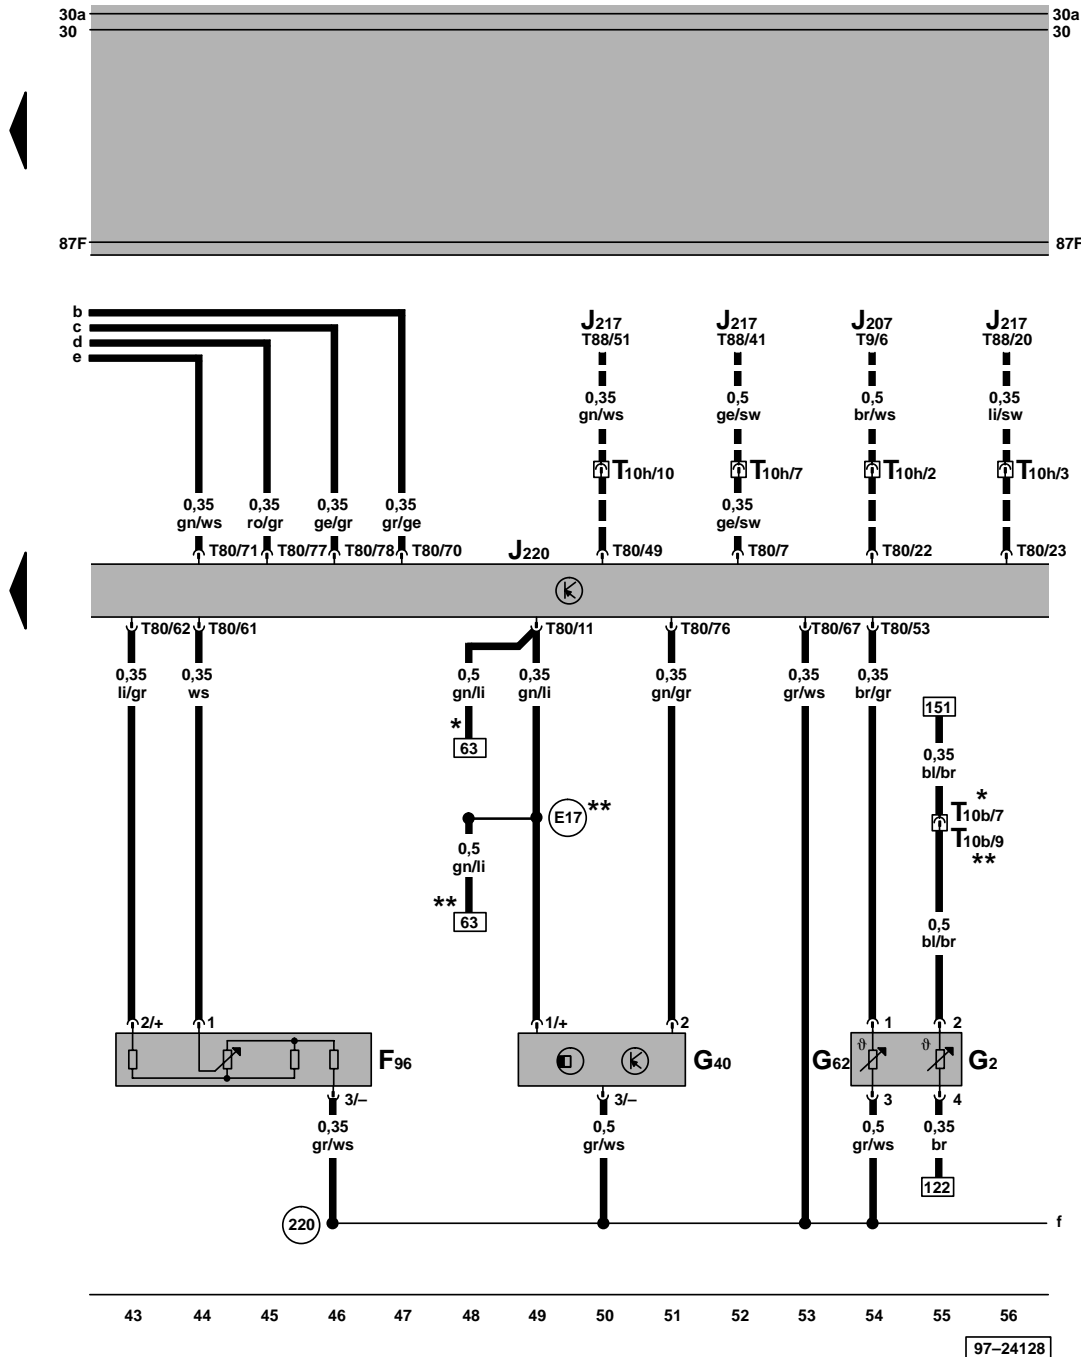 30a 30a
30 30
87F 87F
b
c
d
e
J217 J217 J207 J217
T88/51 T88/41 T9/6 T88/20
0,35 0,5 0,5 0,35
gn/ws ge/sw br/ws li/sw
T10h/10 T10h/7 T10h/2 T10h/3
0,35 0,35 0,35 0,35 0,35
gn/ws ro/gr ge/gr gr/ge ge/sw
T80/71 T80/77 T80/78 T80/70 J220 T80/49 T80/7 T80/22 T80/23
T80/62 T80/61 T80/11 T80/76 T80/67 T80/53
0,35 0,35 0,5 0,35 0,35 0,35 0,35
li/gr ws gn/li gn/li gn/gr gr/ws br/gr
151
*
63
0,35
bl/br
*
T10b/7
E17 **
T10b/9
**
0,5
gn/li
**
63
0,5
bl/br
2/+ 1 1/+ 2 1 2
F96 G40 G62 ϑ ϑ G2
3/– 3/– 3 4
0,35 0,5 0,5 0,35
gr/ws gr/ws gr/ws br
122
220 f
43 44 45 46 47 48 49 50 51 52 53 54 55 56
97–24128